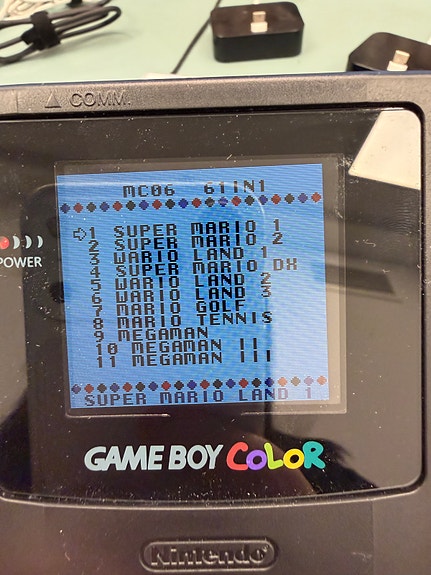 COMM.
MC06 61IN1
1 SUPER MARIO 1
2 SUPER MARIO 2
3 WARIO LAND 1
4 SUPER MARIO DX
5 WARIO LAND 2
6 WARIO LAND 3
7 MARIO GOLF
8 MARIO TENNIS
9 MEGAMAN
10 MEGAMAN II
11 MEGAMAN III
SUPER MARIO LAND 1
POWER
GAME BOY COLOR
Nintendo